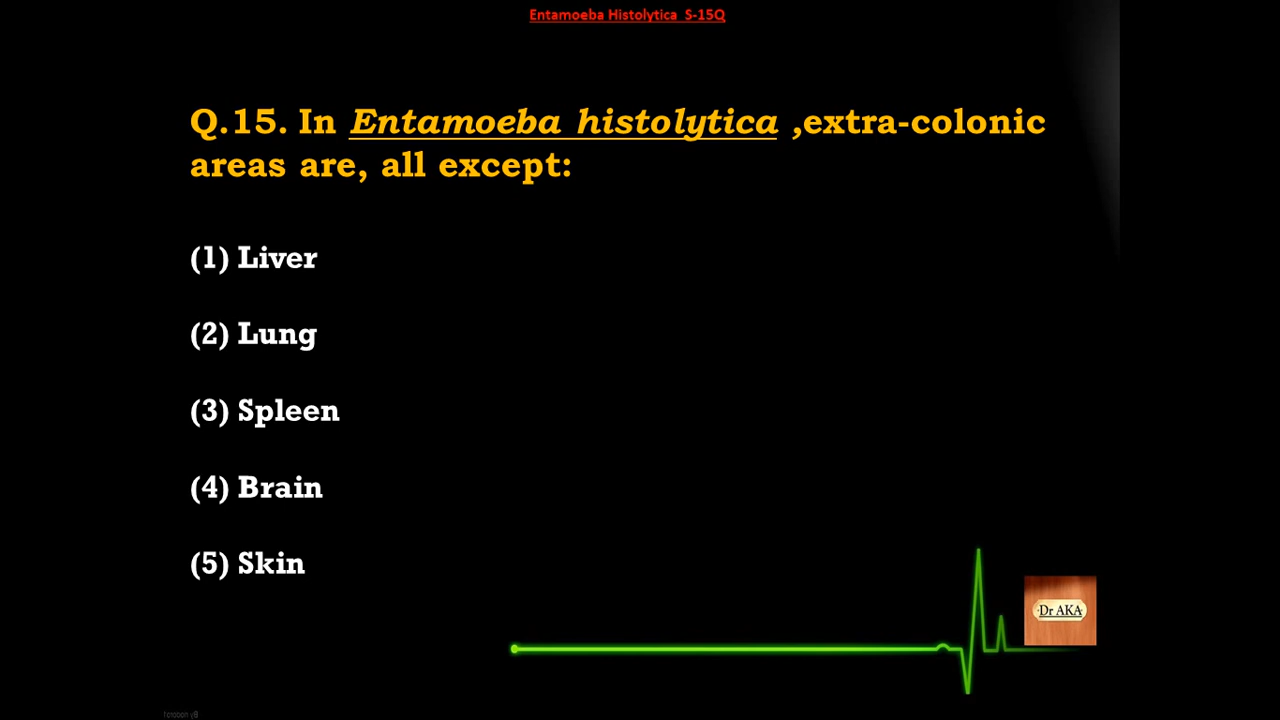 Entamoeba Histolytica S-15Q
Q.15. In Entamoeba histolytica ,extra-colonic
areas are, all except:
(1) Liver
(2) Lung
(3) Spleen
(4) Brain
(5) Skin
Dr AKA